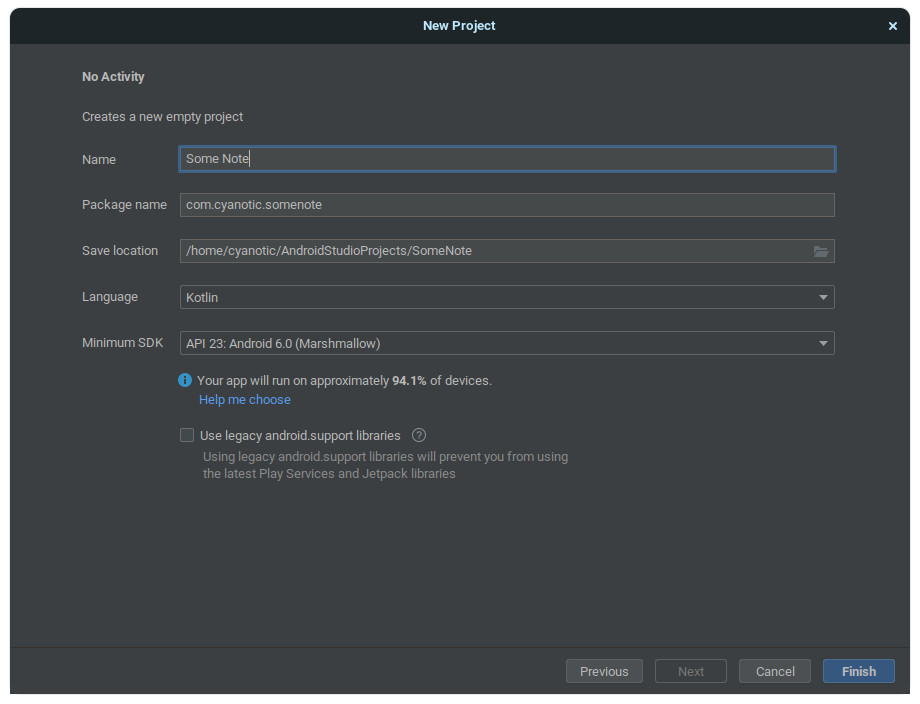 New Project
No Activity
Creates a new empty project
Name Some Note
Package name com.cyanotic.somenote
Save location /home/cyanotic/AndroidStudioProjects/SomeNote
Language Kotlin
Minimum SDK API 23: Android 6.0 (Marshmallow)
Your app will run on approximately 94.1% of devices.
Help me choose
Use legacy android.support libraries ?
Using legacy android.support libraries will prevent you from using
the latest Play Services and Jetpack libraries
Previous Next Cancel Finish